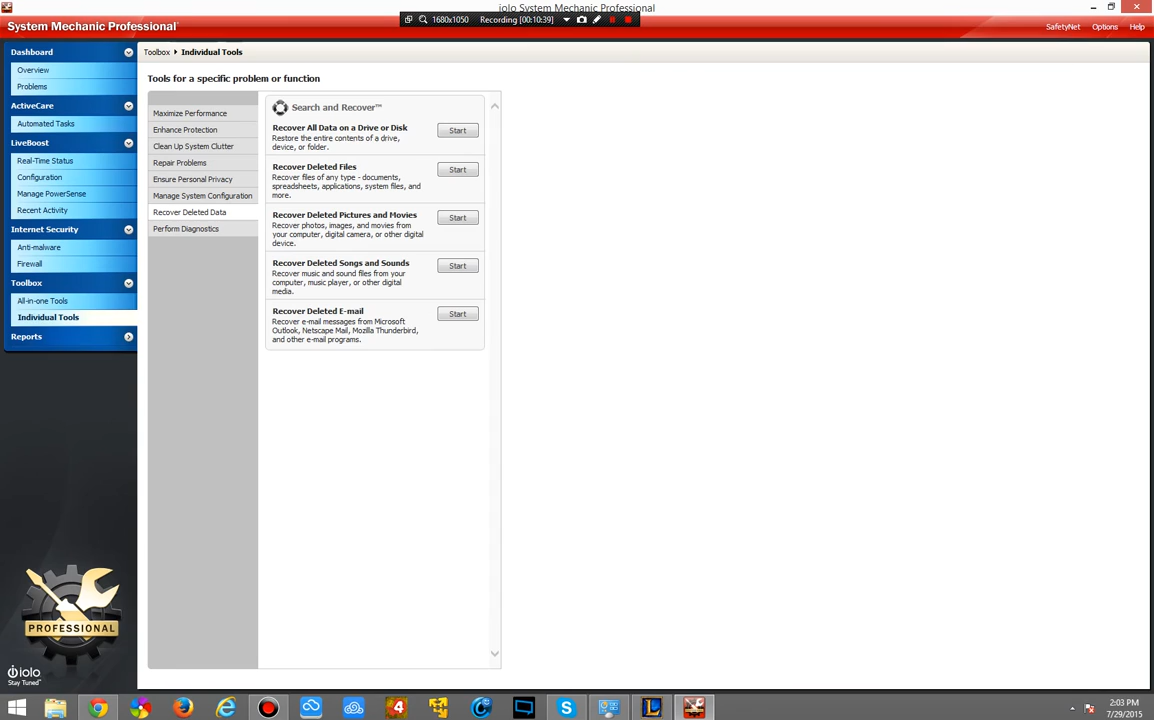 iolo System Mechanic Professional
1680x1050 Recording [00:10:39]
System Mechanic Professional®
SafetyNet Options Help
Dashboard
Overview
Problems
ActiveCare
Automated Tasks
LiveBoost
Real-Time Status
Configuration
Manage PowerSense
Recent Activity
Internet Security
Anti-malware
Firewall
Toolbox
All-in-one Tools
Individual Tools
Reports
PROFESSIONAL
iolo
Stay Tuned™
Toolbox Individual Tools
Tools for a specific problem or function
Maximize Performance
Enhance Protection
Clean Up System Clutter
Repair Problems
Ensure Personal Privacy
Manage System Configuration
Recover Deleted Data
Perform Diagnostics
Search and Recover™
Recover All Data on a Drive or Disk
Restore the entire contents of a drive,
device, or folder.
Start
Recover Deleted Files
Recover files of any type - documents,
spreadsheets, applications, system files, and
more.
Start
Recover Deleted Pictures and Movies
Recover photos, images, and movies from
your computer, digital camera, or other digital
device.
Start
Recover Deleted Songs and Sounds
Recover music and sound files from your
computer, music player, or other digital
media.
Start
Recover Deleted E-mail
Recover e-mail messages from Microsoft
Outlook, Netscape Mail, Mozilla Thunderbird,
and other e-mail programs.
Start
2:03 PM
7/29/2015